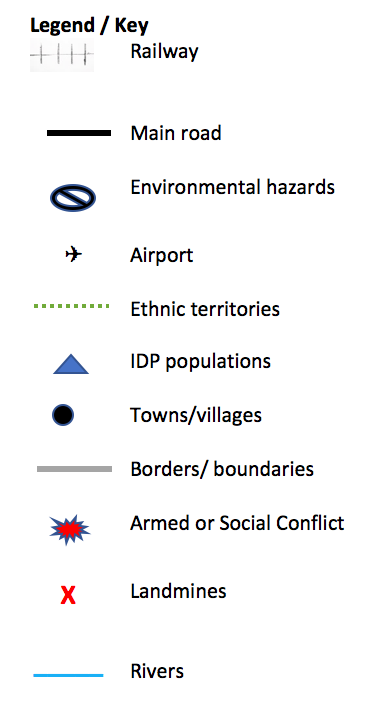 Legend / Key
Railway
Main road
Environmental hazards
Airport
Ethnic territories
IDP populations
Towns/villages
Borders/ boundaries
Armed or Social Conflict
X Landmines
Rivers